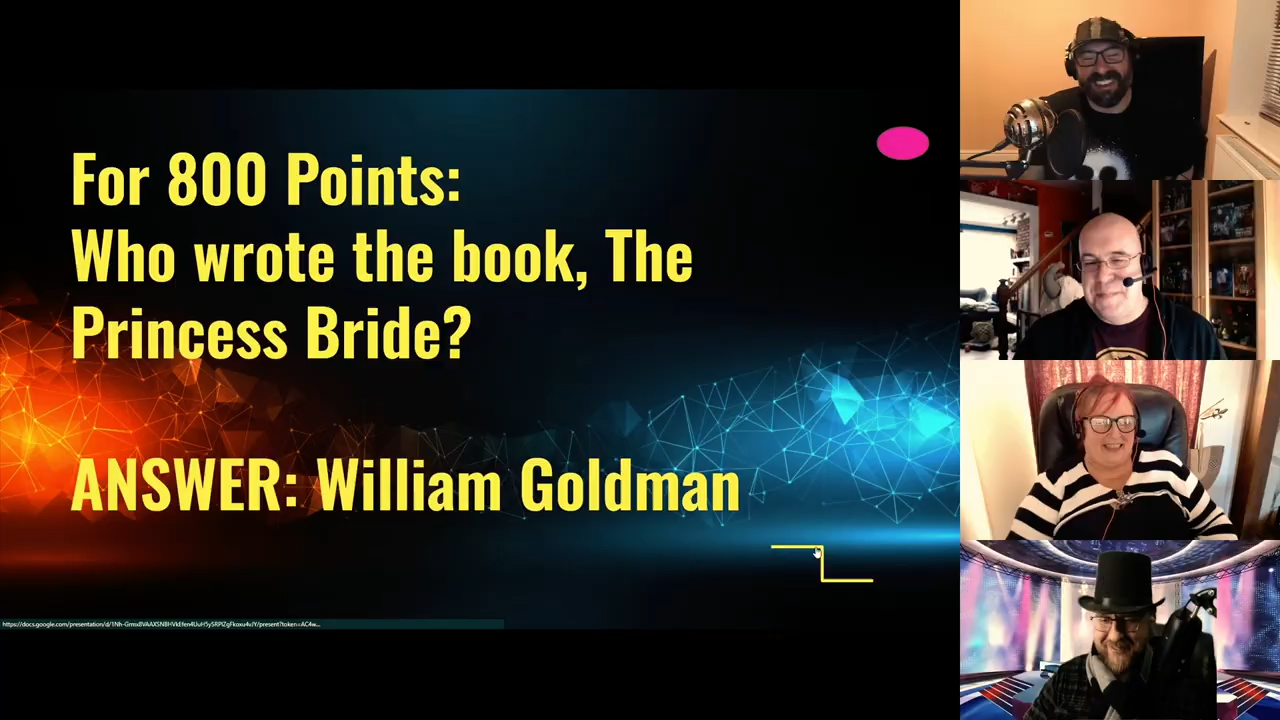 For 800 Points:
Who wrote the book, The
Princess Bride?
ANSWER: William Goldman